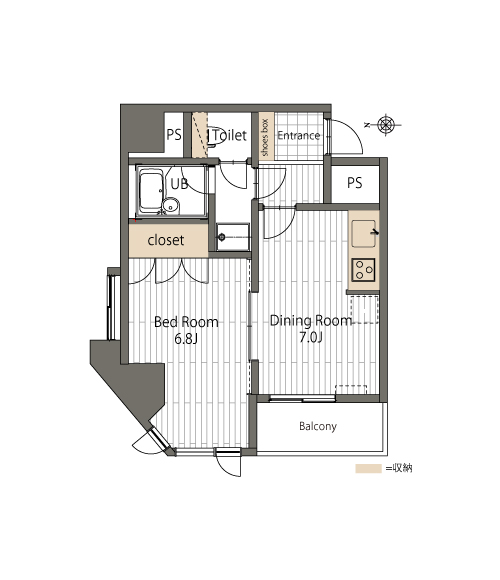 PS
Toilet
shoes box
Entrance
N
UB
PS
closet
Bed Room
6.8J
Dining Room
7.0J
Balcony
=収納